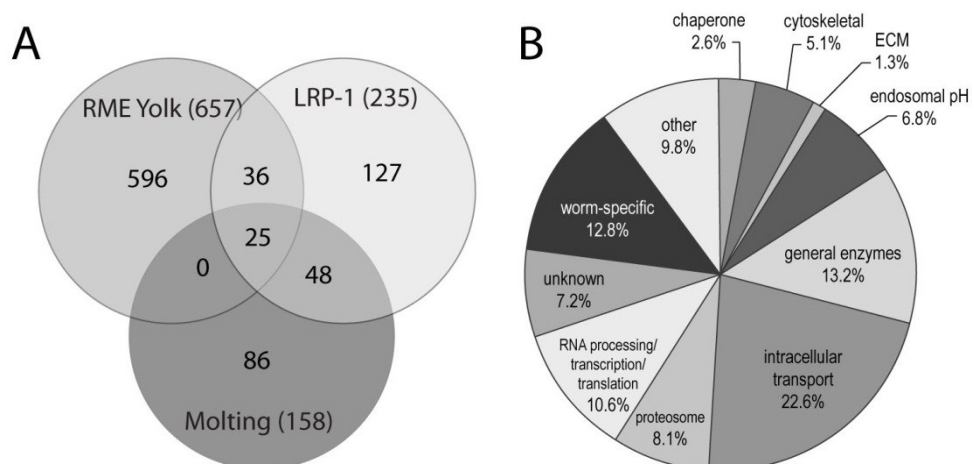 A
RME Yolk (657)
LRP-1 (235)
596
36
127
25
0
48
86
Molting (158)
B
chaperone
2.6%
cytoskeletal
5.1%
ECM
1.3%
endosomal pH
6.8%
general enzymes
13.2%
intracellular
transport
22.6%
proteosome
8.1%
RNA processing/
transcription/
translation
10.6%
unknown
7.2%
worm-specific
12.8%
other
9.8%